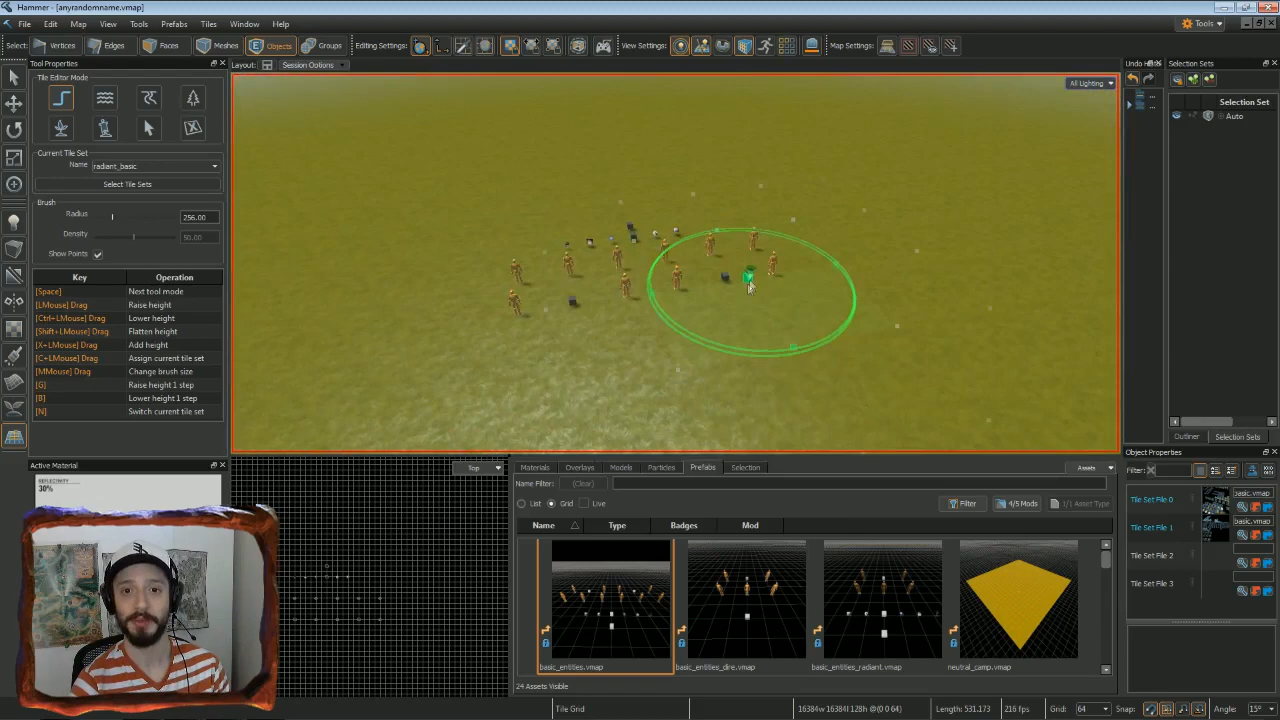 Hammer - [anyrandomname.vmap]
File Edit Map View Tools Prefabs Tiles Window Help
Select: Vertices Edges Faces Meshes Objects Groups Editing Settings: View Settings: Map Settings: Tools
Tool Properties
Layout: Session Options
Undo
Selection Sets
Tile Editor Mode
All Lighting
Selection Set
Auto
Current Tile Set
Name radiant_basic
Select Tile Sets
Brush
Radius 256.00
Density 50.00
Show Points
Key Operation
[Space] Next tool mode
[LMouse] Drag Raise height
[Ctrl+LMouse] Drag Lower height
[Shift+LMouse] Drag Flatten height
[X+LMouse] Drag Add height
[C+LMouse] Drag Assign current tile set
[MMouse] Drag Change brush size
[G] Raise height 1 step
[B] Lower height 1 step
[N] Switch current tile set
Outliner Selection Sets
Active Material
REFLECTIVITY
30%
Top
Materials Overlays Models Particles Prefabs Selection Assets
Name Filter: (Clear)
List Grid Live Filter 4/5 Mods 1/1 Asset Type
Name Type Badges Mod
basic_entities.vmap basic_entities_dire.vmap basic_entities_radiant.vmap neutral_camp.vmap
24 Assets Visible
Object Properties
Filter:
Tile Set File 0 basic.vmap
Tile Set File 1 basic.vmap
Tile Set File 2
Tile Set File 3
Tile Grid 16384w 16384l 128h @(0 0 64) Length: 531.173 216 fps Grid: 64 Snap: Angle: 15°